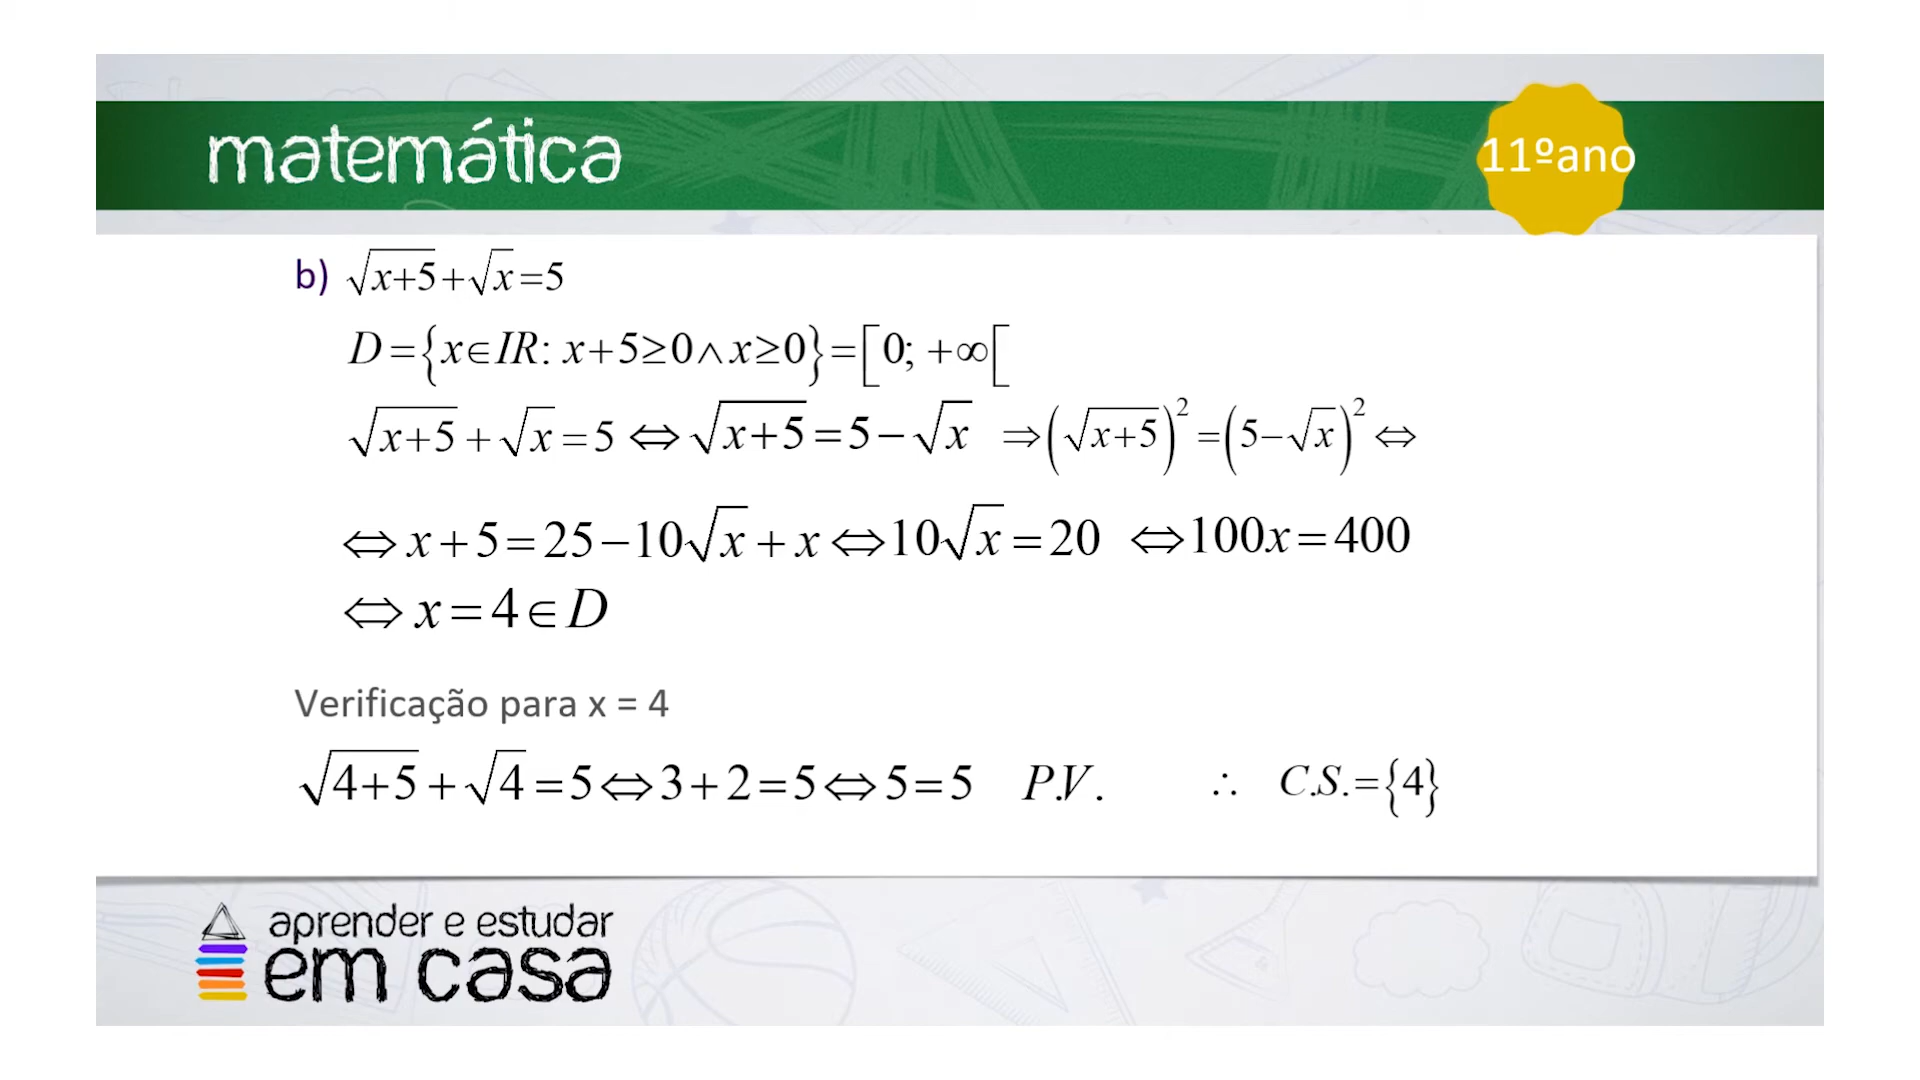 matemática
11ºano
b) √(x+5)+√x=5
D={x∈IR: x+5≥0∧x≥0}=[0; +∞[
√(x+5)+√x=5⇔√(x+5)=5−√x ⇒(√(x+5))²=(5−√x)²⇔
⇔x+5=25−10√x+x⇔10√x=20 ⇔100x=400
⇔x=4∈D
Verificação para x = 4
√(4+5)+√4=5⇔3+2=5⇔5=5 P.V. ∴ C.S.={4}
aprender e estudar
em casa